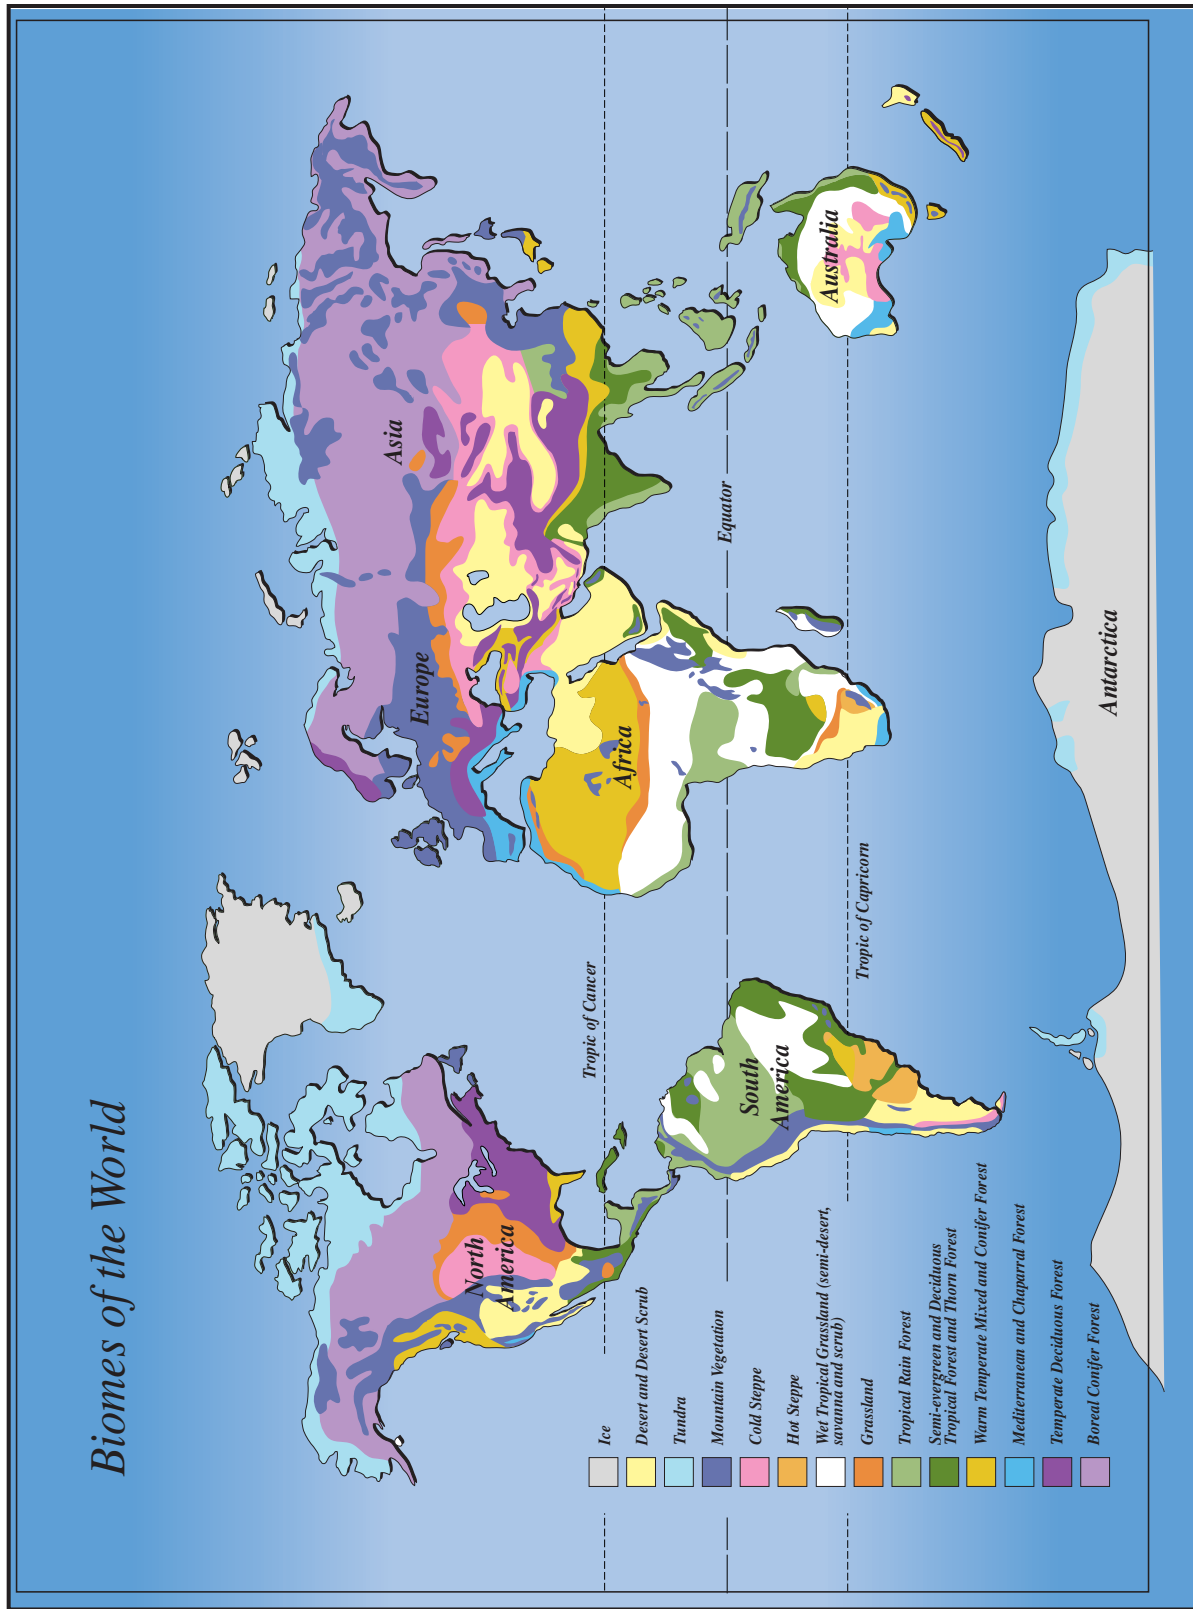 Biomes of the World
North
America
South
America
Europe
Asia
Africa
Australia
Antarctica
Tropic of Cancer
Equator
Tropic of Capricorn
Ice
Desert and Desert Scrub
Tundra
Mountain Vegetation
Cold Steppe
Hot Steppe
Wet Tropical Grassland (semi-desert,
savanna and scrub)
Grassland
Tropical Rain Forest
Semi-evergreen and Deciduous
Tropical Forest and Thorn Forest
Warm Temperate Mixed and Conifer Forest
Mediterranean and Chaparral Forest
Temperate Deciduous Forest
Boreal Conifer Forest